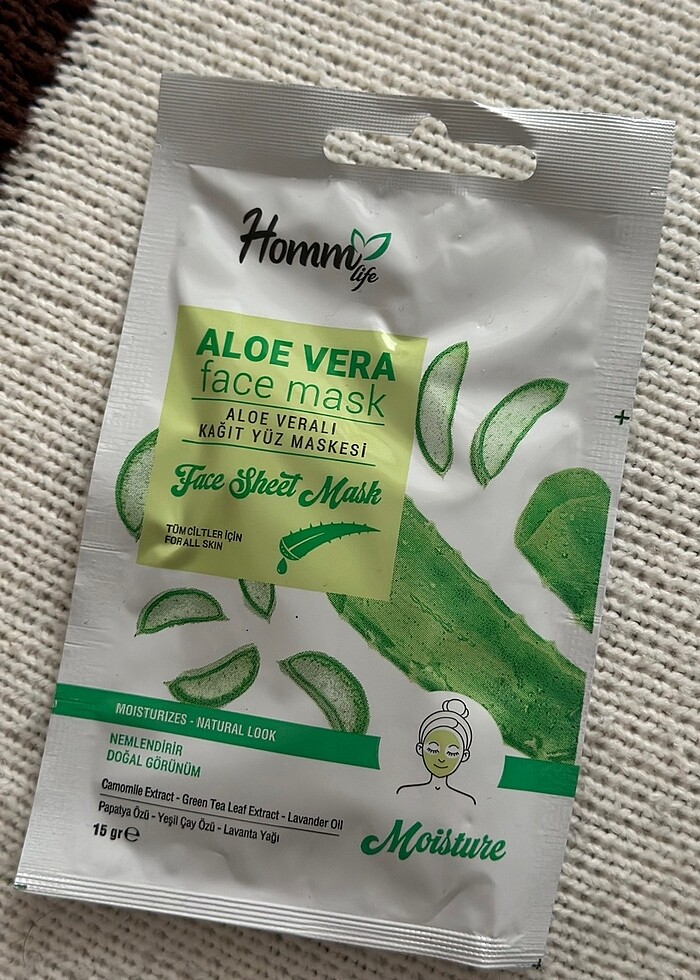 Homm
life
ALOE VERA
face mask
ALOE VERALI
KAĞIT YÜZ MASKESİ
Face Sheet Mask
TÜM CİLTLER İÇİN
FOR ALL SKIN
MOISTURIZES - NATURAL LOOK
NEMLENDİRİR
DOĞAL GÖRÜNÜM
Camomile Extract - Green Tea Leaf Extract - Lavander Oil
Papatya Özü - Yeşil Çay Özü - Lavanta Yağı
15 gr℮
Moisture